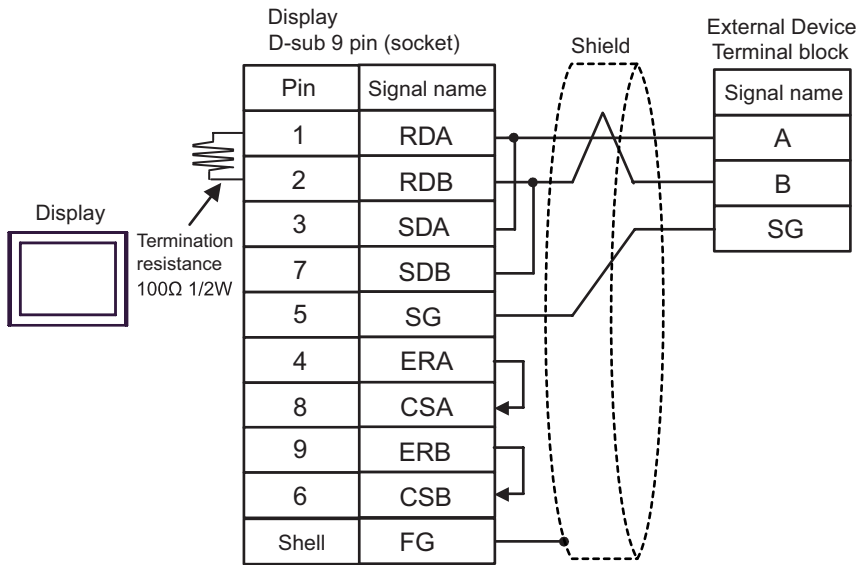 Display
D-sub 9 pin (socket)
Shield
External Device
Terminal block
Pin Signal name
Signal name
1 RDA
A
2 RDB
B
3 SDA
SG
7 SDB
5 SG
4 ERA
8 CSA
9 ERB
6 CSB
Shell FG
Display
Termination
resistance
100Ω 1/2W